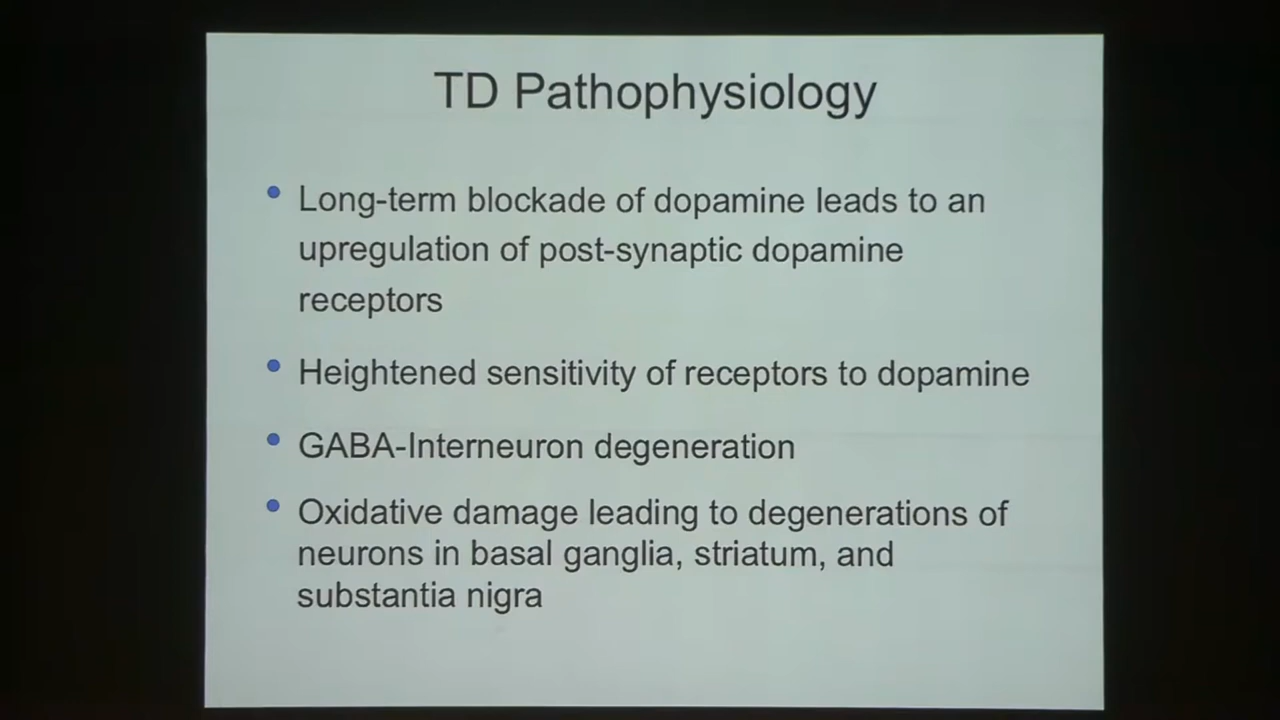 TD Pathophysiology
• Long-term blockade of dopamine leads to an
upregulation of post-synaptic dopamine
receptors
• Heightened sensitivity of receptors to dopamine
• GABA-Interneuron degeneration
• Oxidative damage leading to degenerations of
neurons in basal ganglia, striatum, and
substantia nigra